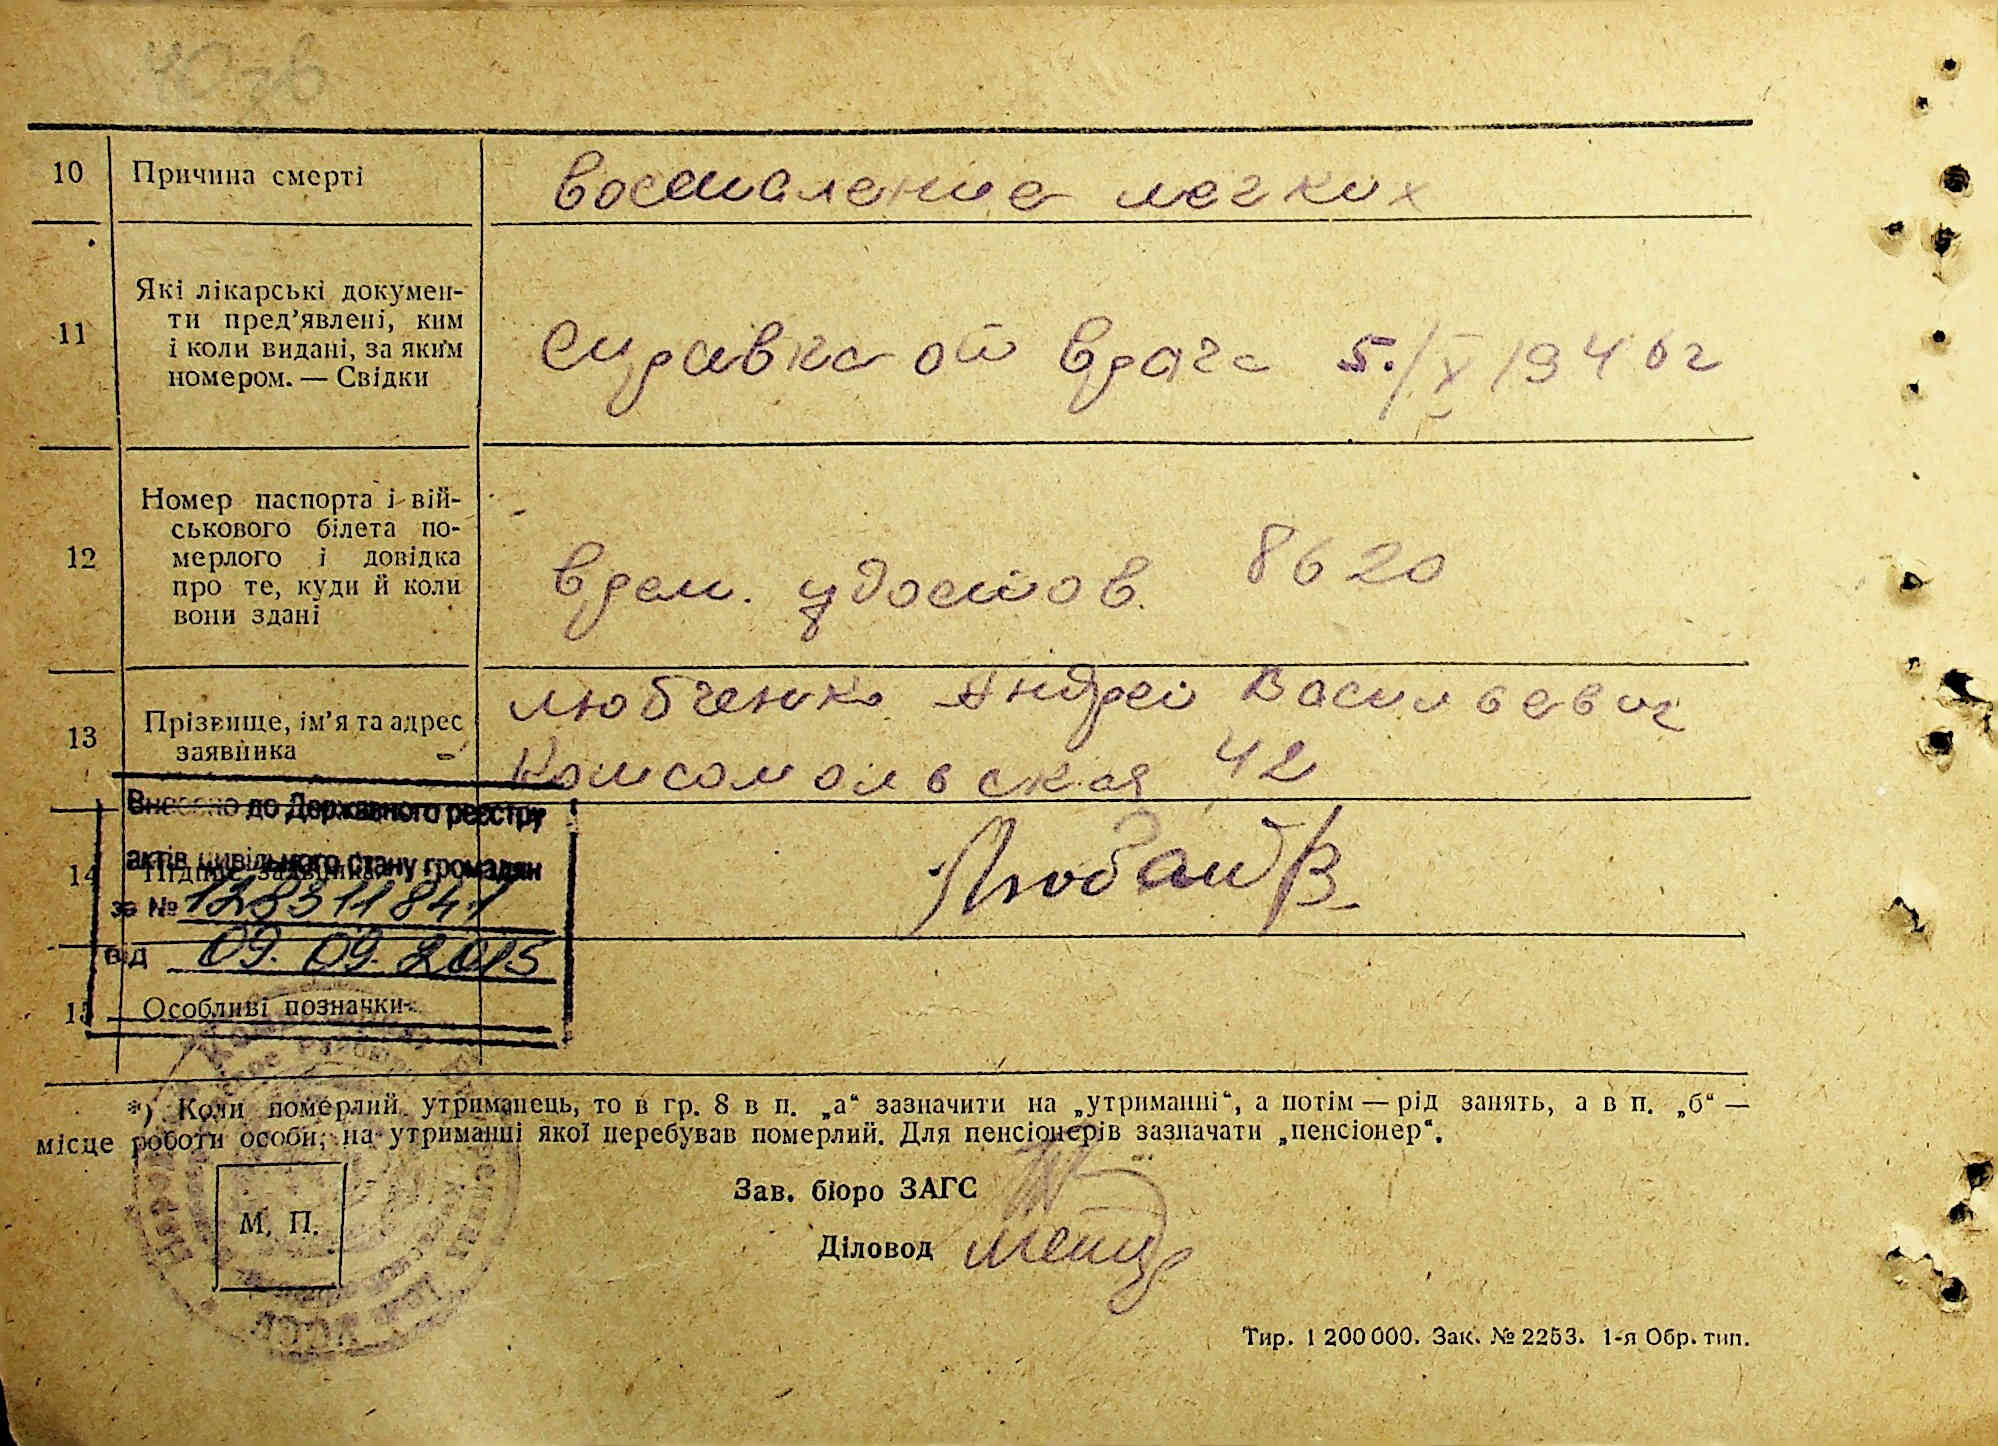 10 Причина смерті воспаление легких
11 Які лікарські докумен-
ти пред’явлені, ким
і коли видані, за яким
номером. — Свідки
справка от врача 5./X 1946г
12 Номер паспорта і вій-
ськового білета по-
мерлого і довідка
про те, куди й коли
вони здані
врем. удостов. 8620
13 Прізвище, ім’я та адрес
заявника
Любченко Андрей Васильевич
Комсомольская 42
Внесено до Державного реєстру
актів цивільного стану громадян
14 Підпис заявника
за №
від 09.09.2015
15 Особливі позначки
*) Коли померлий утриманець, то в гр. 8 в п. „а“ зазначити на „утриманні“, а потім — рід занять, а в п. „б“ —
місце роботи особи, на утриманні якої перебував померлий. Для пенсіонерів зазначати „пенсіонер“.
Зав. бюро ЗАГС
М. П.
Діловод
Тир. 1 200 000. Зак. № 2253. 1-я Обр. тип.